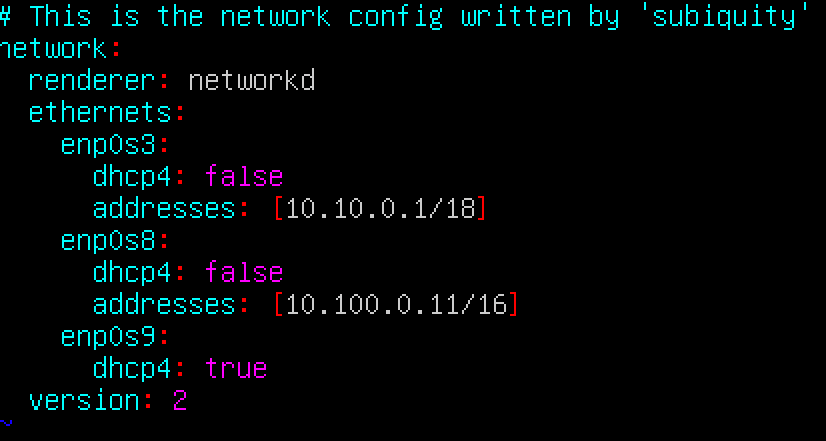 # This is the network config written by 'subiquity'
network:
  renderer: networkd
  ethernets:
    enp0s3:
      dhcp4: false
      addresses: [10.10.0.1/18]
    enp0s8:
      dhcp4: false
      addresses: [10.100.0.11/16]
    enp0s9:
      dhcp4: true
  version: 2
~